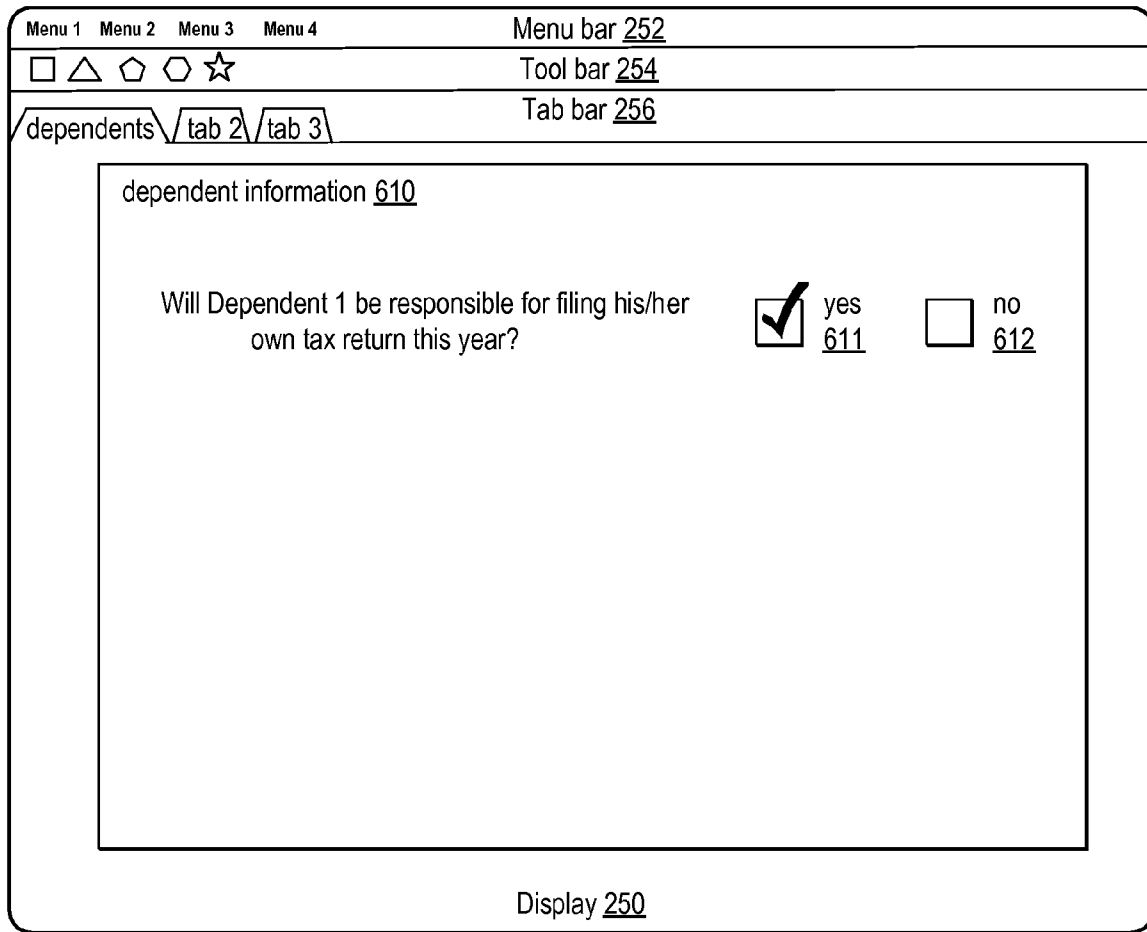 Menu 1 Menu 2 Menu 3 Menu 4 Menu bar 252
Tool bar 254
Tab bar 256
dependents tab 2 tab 3
dependent information 610
Will Dependent 1 be responsible for filing his/her
own tax return this year?
yes
611
no
612
Display 250